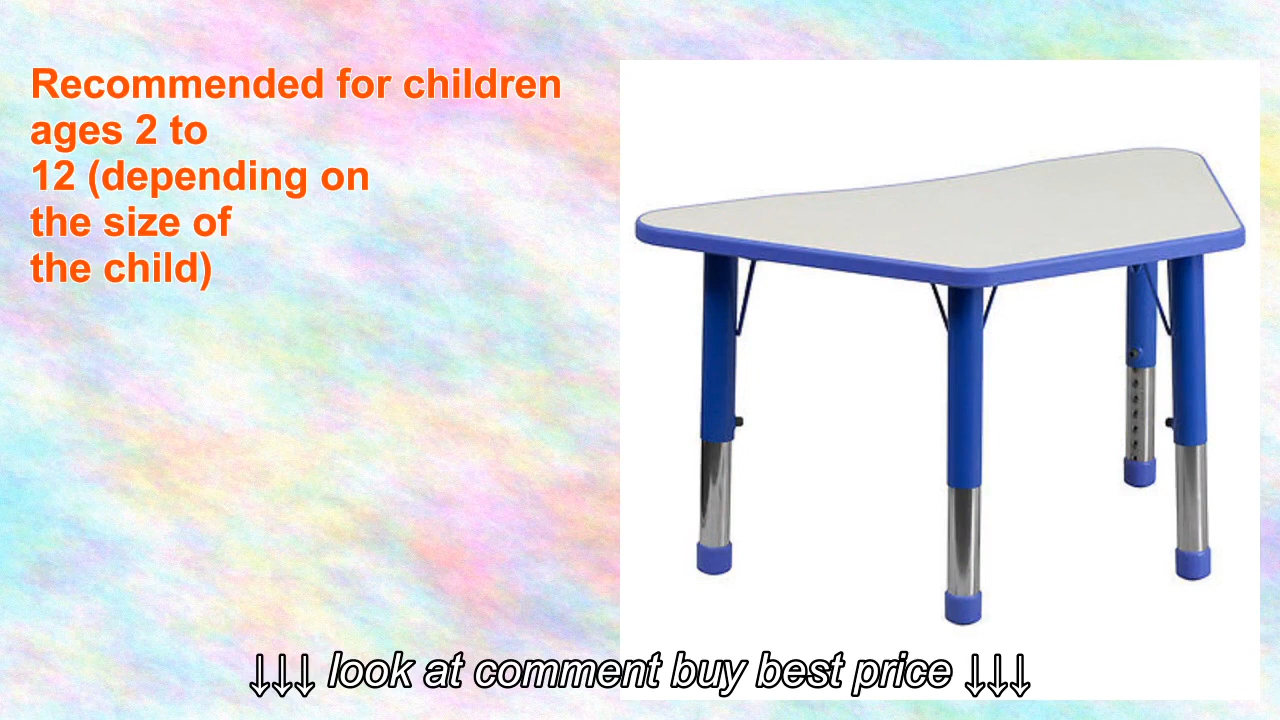 Recommended for children
ages 2 to
12 (depending on
the size of
the child)
↓↓↓ look at comment buy best price ↓↓↓